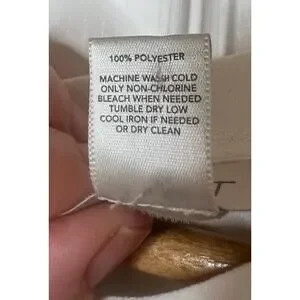 100% POLYESTER
MACHINE WASH COLD
ONLY NON-CHLORINE
BLEACH WHEN NEEDED
TUMBLE DRY LOW
COOL IRON IF NEEDED
OR DRY CLEAN
T